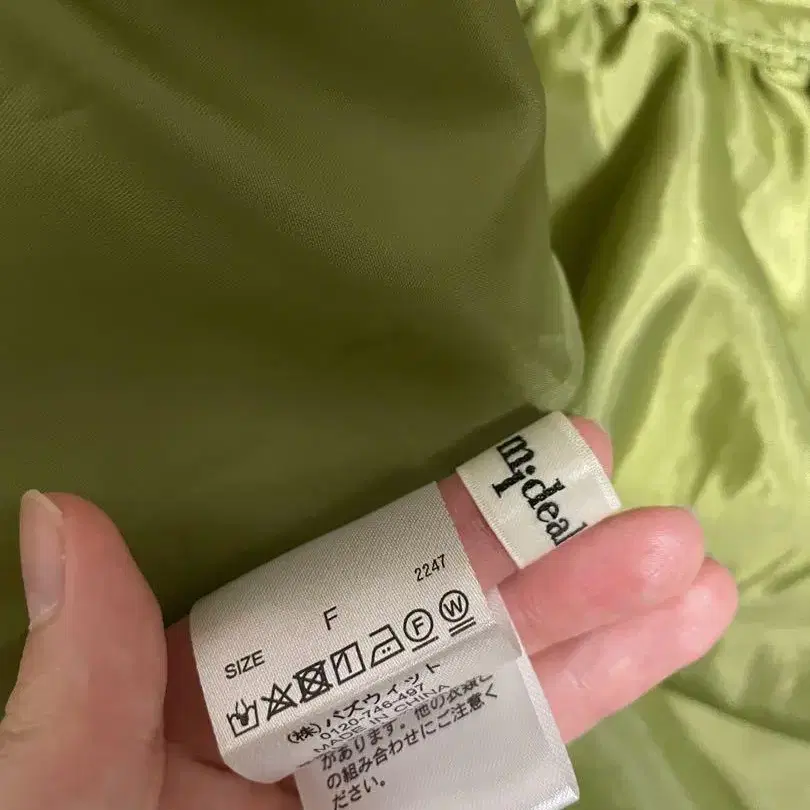 m.i.deal
2247
SIZE F
F W
(株)バズウィット
0120-746-497
MADE IN CHINA
があります。他の衣類と
の組み合わせにご注意く
ださい。